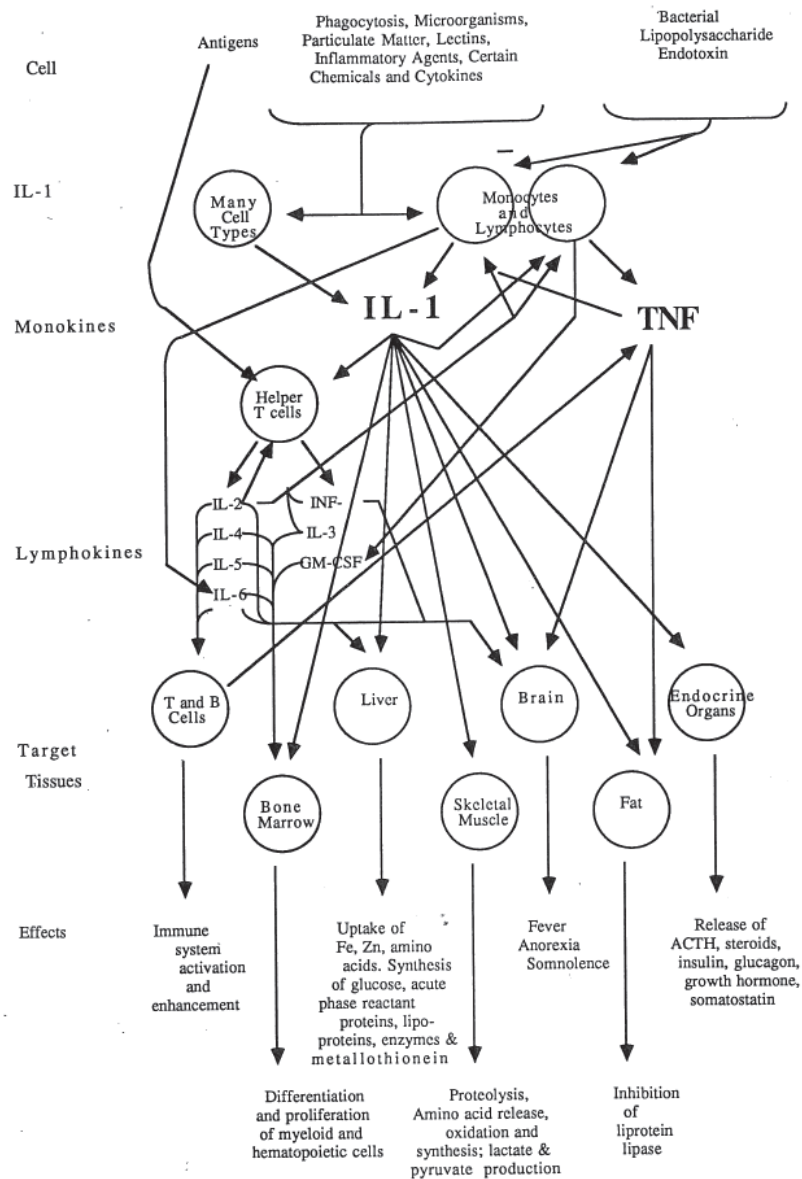 Phagocytosis, Microorganisms,
Particulate Matter, Lectins,
Inflammatory Agents, Certain
Chemicals and Cytokines
Bacterial
Lipopolysaccharide
Endotoxin
Antigens
Cell
IL-1
Many
Cell
Types
Monocytes
and
Lymphocytes
IL-1
TNF
Monokines
Helper
T cells
IL-2
INF-
IL-4
IL-3
Lymphokines
IL-5
GM-CSF
IL-6
T and B
Cells
Liver
Brain
Endocrine
Organs
Target
Tissues
Bone
Marrow
Skeletal
Muscle
Fat
Effects
Immune
system
activation
and
enhancement
Uptake of
Fe, Zn, amino
acids. Synthesis
of glucose, acute
phase reactant
proteins, lipo-
proteins, enzymes &
metallothionein
Fever
Anorexia
Somnolence
Release of
ACTH, steroids,
insulin, glucagon,
growth hormone,
somatostatin
Differentiation
and proliferation
of myeloid and
hematopoietic cells
Proteolysis,
Amino acid release,
oxidation and
synthesis; lactate &
pyruvate production
Inhibition
of
liprotein
lipase